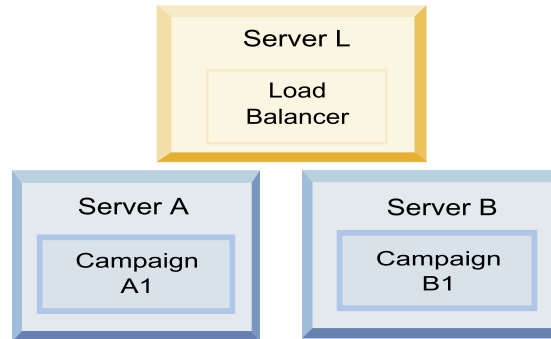 Server L
Load
Balancer
Server A
Campaign
A1
Server B
Campaign
B1